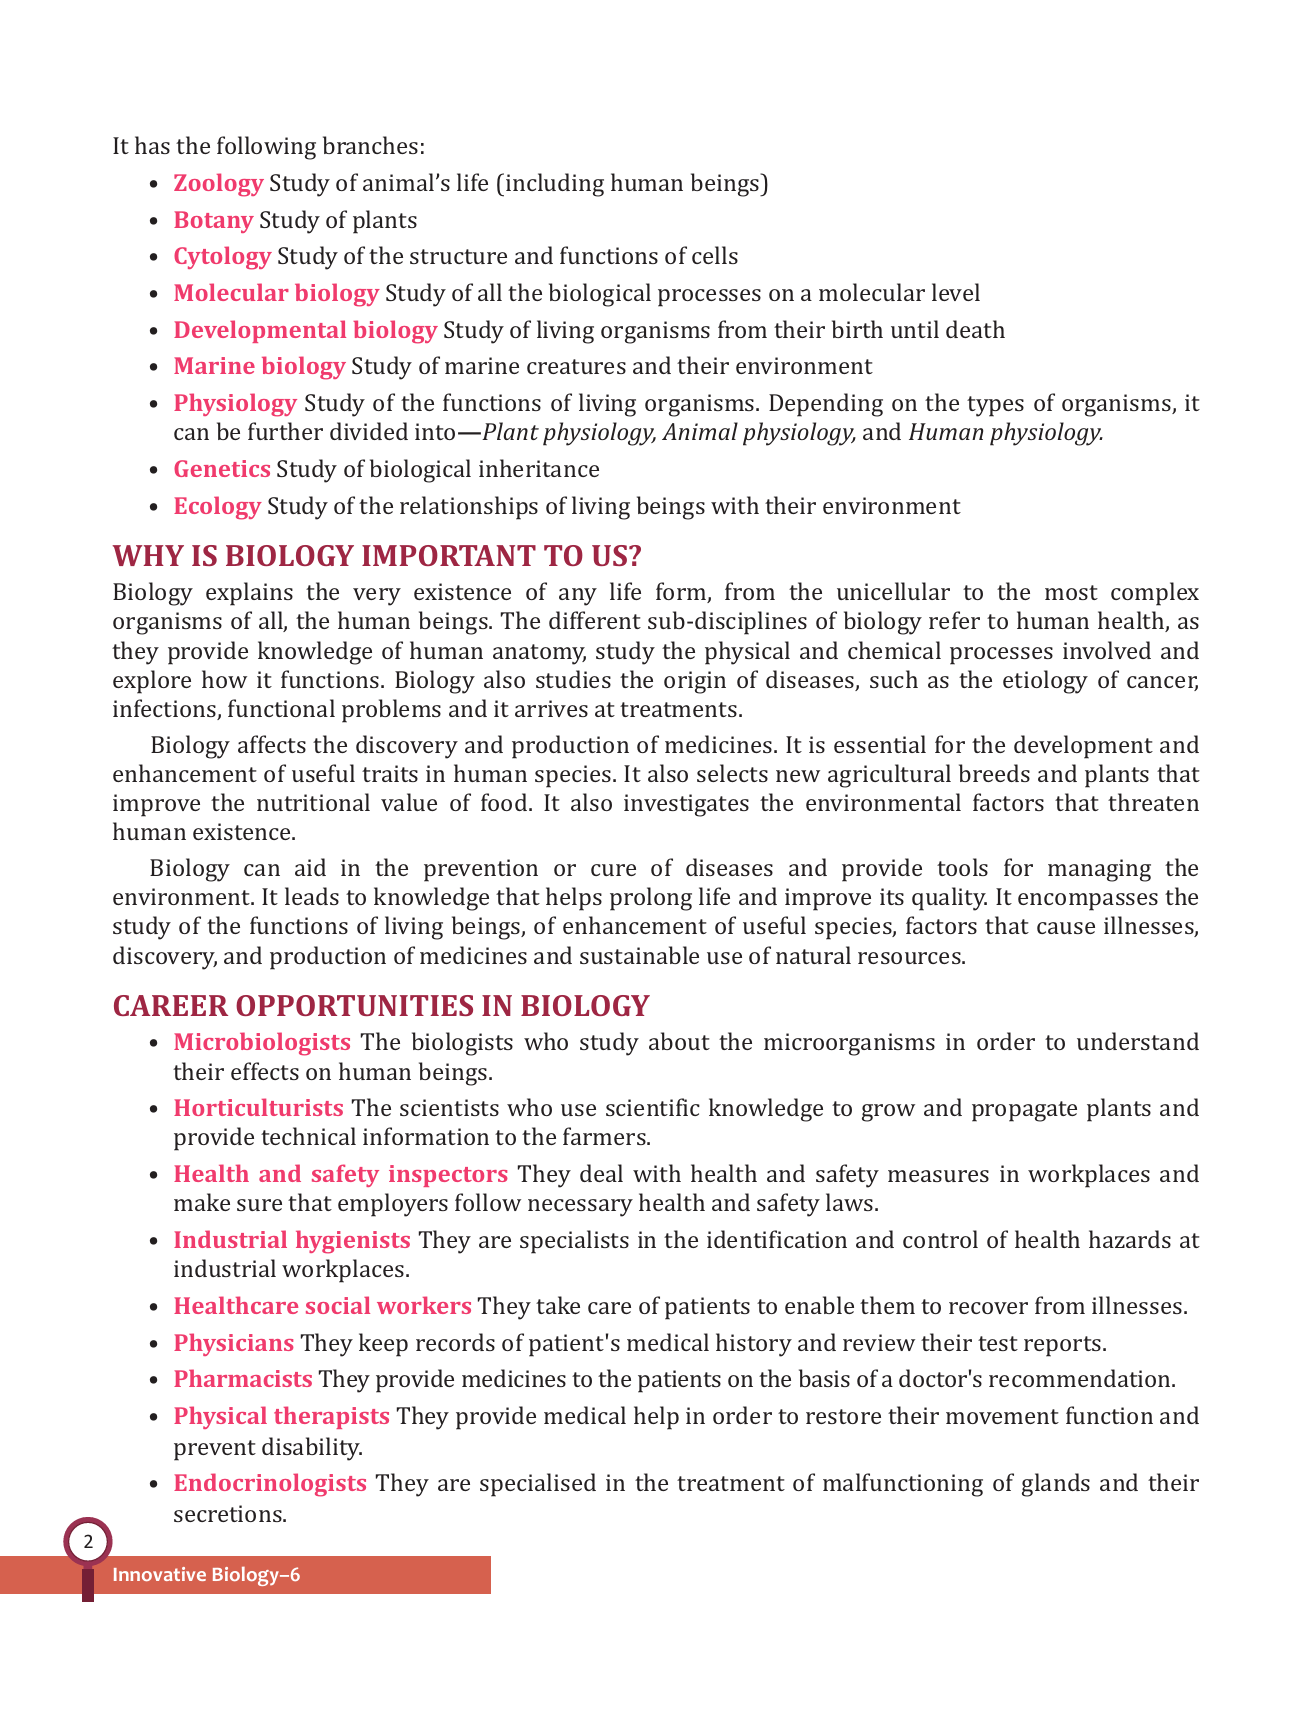 It has the following branches:
• Zoology Study of animal’s life (including human beings)
• Botany Study of plants
• Cytology Study of the structure and functions of cells
• Molecular biology Study of all the biological processes on a molecular level
• Developmental biology Study of living organisms from their birth until death
• Marine biology Study of marine creatures and their environment
• Physiology Study of the functions of living organisms. Depending on the types of organisms, it
can be further divided into—Plant physiology, Animal physiology, and Human physiology.
• Genetics Study of biological inheritance
• Ecology Study of the relationships of living beings with their environment
WHY IS BIOLOGY IMPORTANT TO US?
Biology explains the very existence of any life form, from the unicellular to the most complex
organisms of all, the human beings. The different sub-disciplines of biology refer to human health, as
they provide knowledge of human anatomy, study the physical and chemical processes involved and
explore how it functions. Biology also studies the origin of diseases, such as the etiology of cancer,
infections, functional problems and it arrives at treatments.
Biology affects the discovery and production of medicines. It is essential for the development and
enhancement of useful traits in human species. It also selects new agricultural breeds and plants that
improve the nutritional value of food. It also investigates the environmental factors that threaten
human existence.
Biology can aid in the prevention or cure of diseases and provide tools for managing the
environment. It leads to knowledge that helps prolong life and improve its quality. It encompasses the
study of the functions of living beings, of enhancement of useful species, factors that cause illnesses,
discovery, and production of medicines and sustainable use of natural resources.
CAREER OPPORTUNITIES IN BIOLOGY
• Microbiologists The biologists who study about the microorganisms in order to understand
their effects on human beings.
• Horticulturists The scientists who use scientific knowledge to grow and propagate plants and
provide technical information to the farmers.
• Health and safety inspectors They deal with health and safety measures in workplaces and
make sure that employers follow necessary health and safety laws.
• Industrial hygienists They are specialists in the identification and control of health hazards at
industrial workplaces.
• Healthcare social workers They take care of patients to enable them to recover from illnesses.
• Physicians They keep records of patient's medical history and review their test reports.
• Pharmacists They provide medicines to the patients on the basis of a doctor's recommendation.
• Physical therapists They provide medical help in order to restore their movement function and
prevent disability.
• Endocrinologists They are specialised in the treatment of malfunctioning of glands and their
secretions.
2
Innovative Biology–6